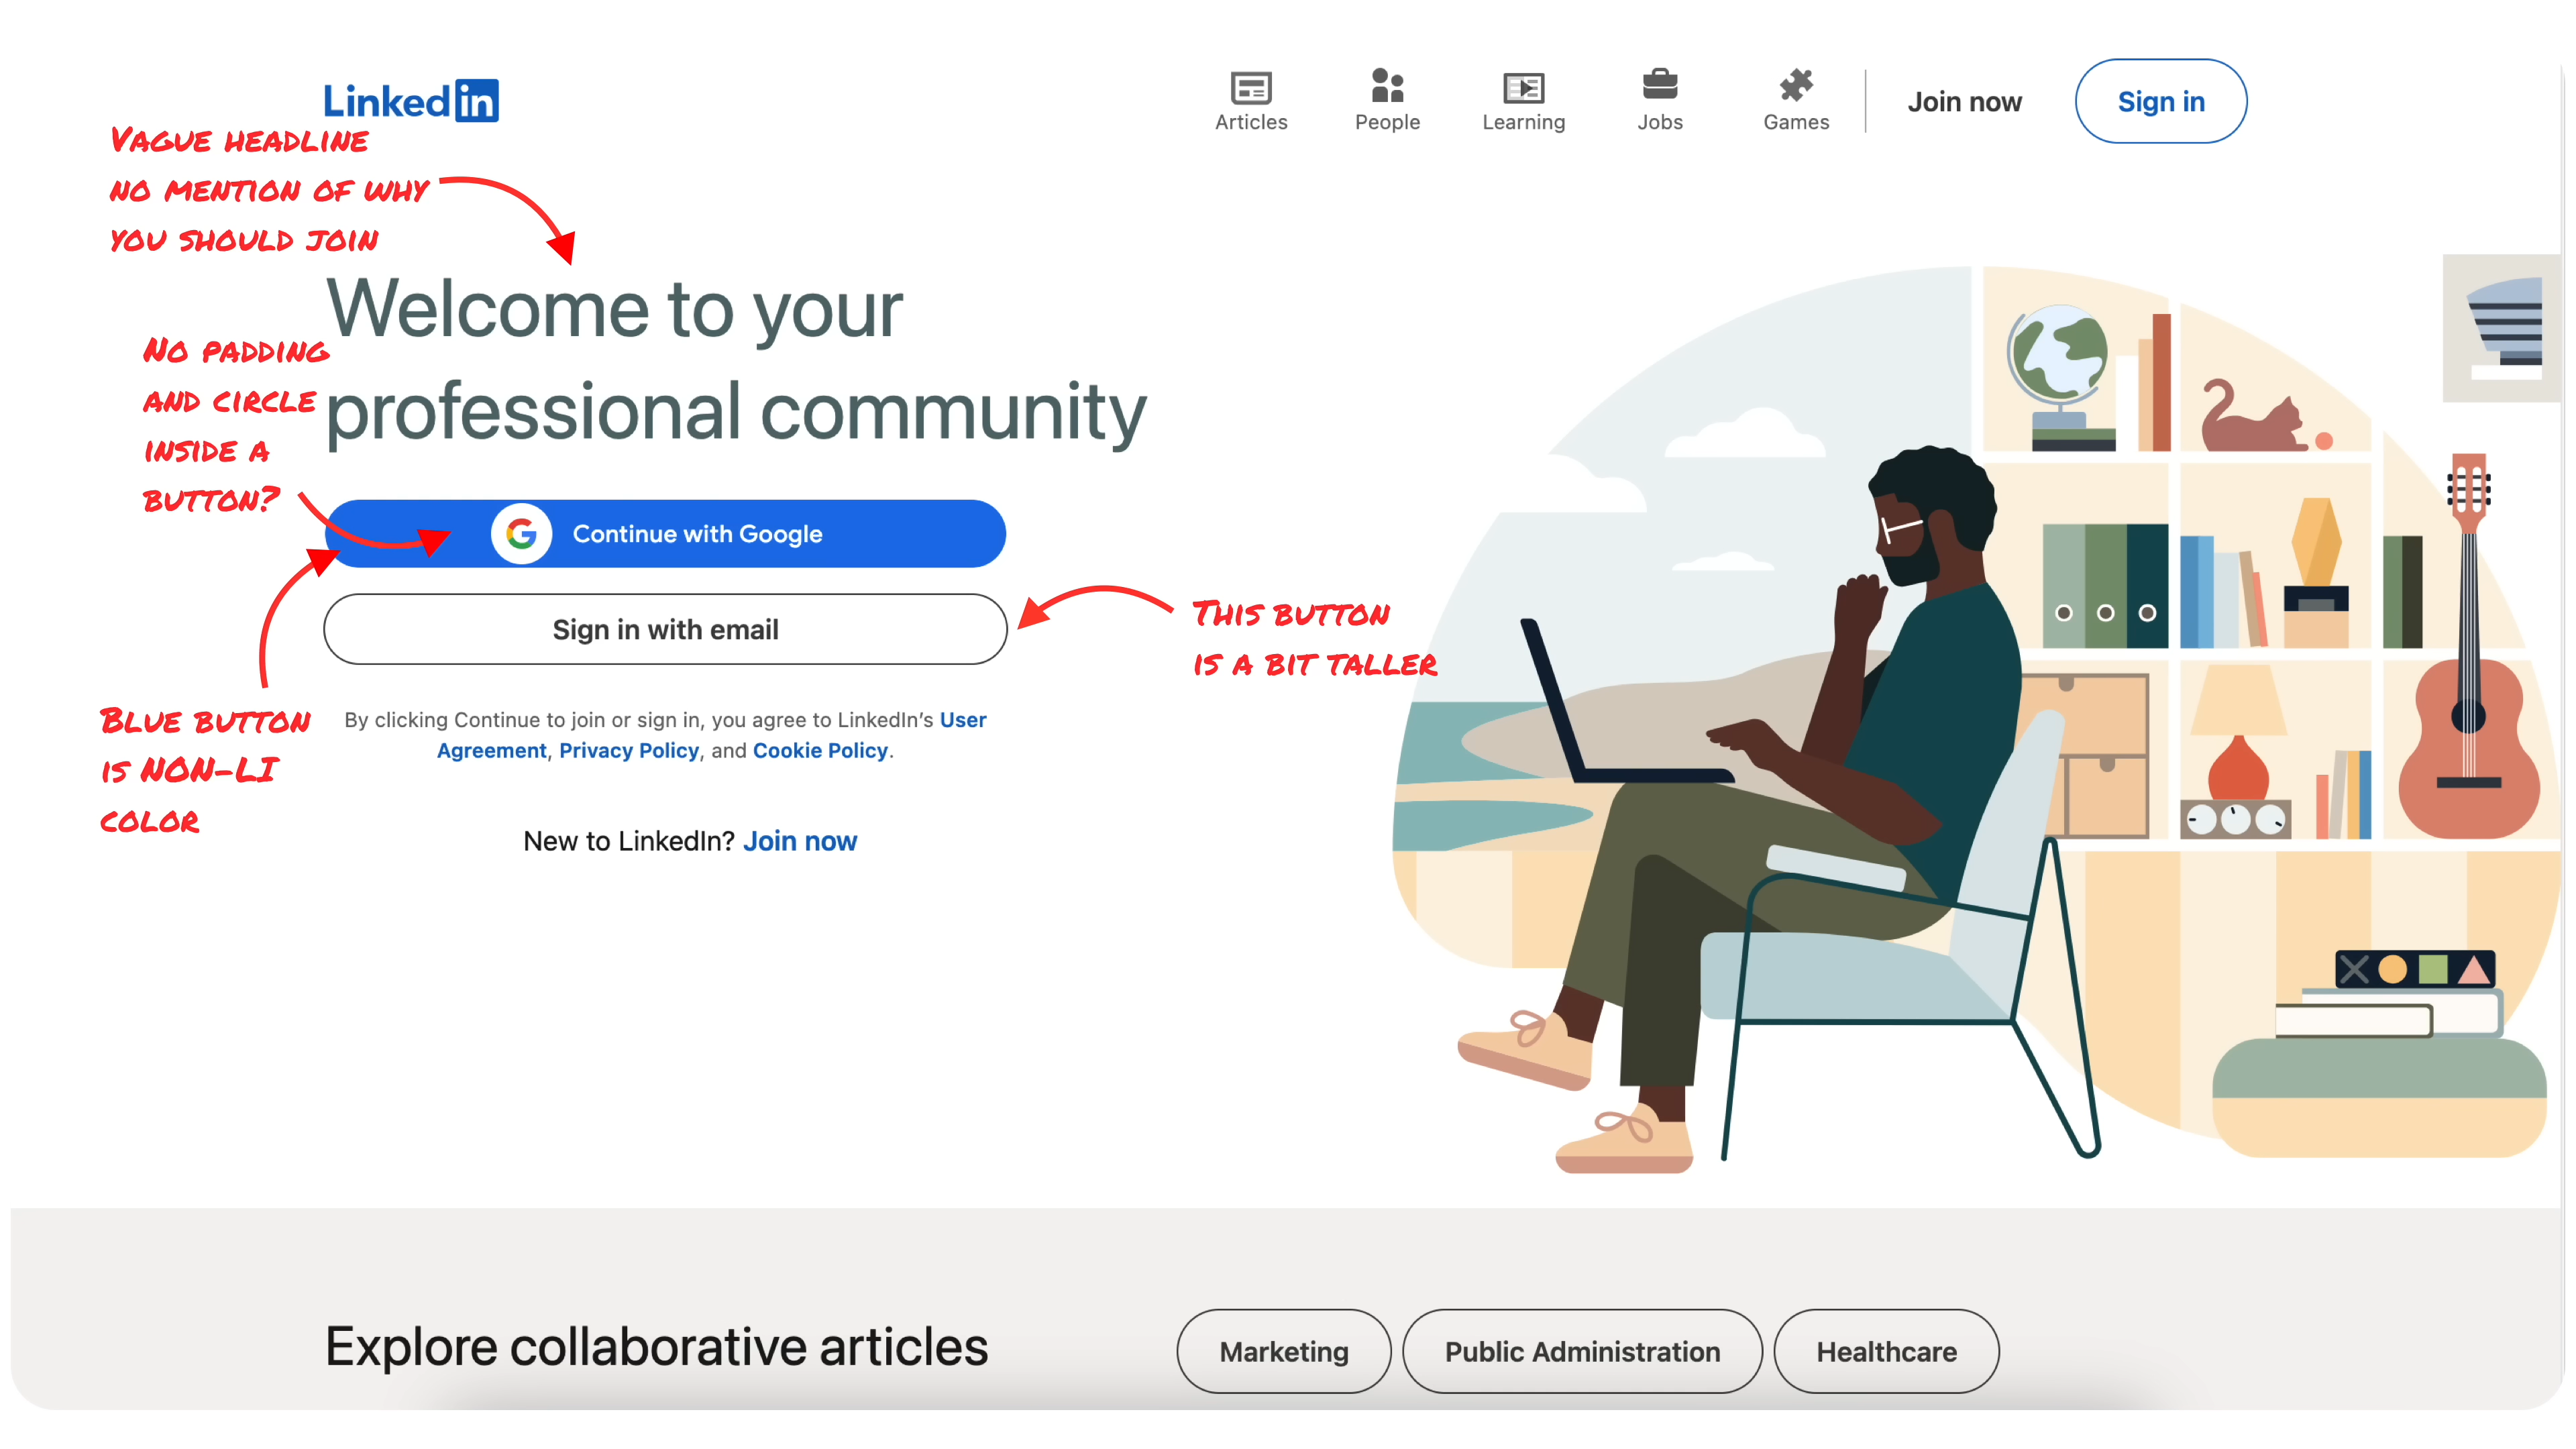 Linked in
Articles
People
Learning
Jobs
Games
Join now
Sign in
VAGUE HEADLINE
NO MENTION OF WHY
YOU SHOULD JOIN
Welcome to your
professional community
NO PADDING
AND CIRCLE
INSIDE A
BUTTON?
G Continue with Google
Sign in with email
THIS BUTTON
IS A BIT TALLER
BLUE BUTTON
IS NON-LI
COLOR
By clicking Continue to join or sign in, you agree to LinkedIn’s User
Agreement, Privacy Policy, and Cookie Policy.
New to LinkedIn? Join now
Explore collaborative articles
Marketing
Public Administration
Healthcare